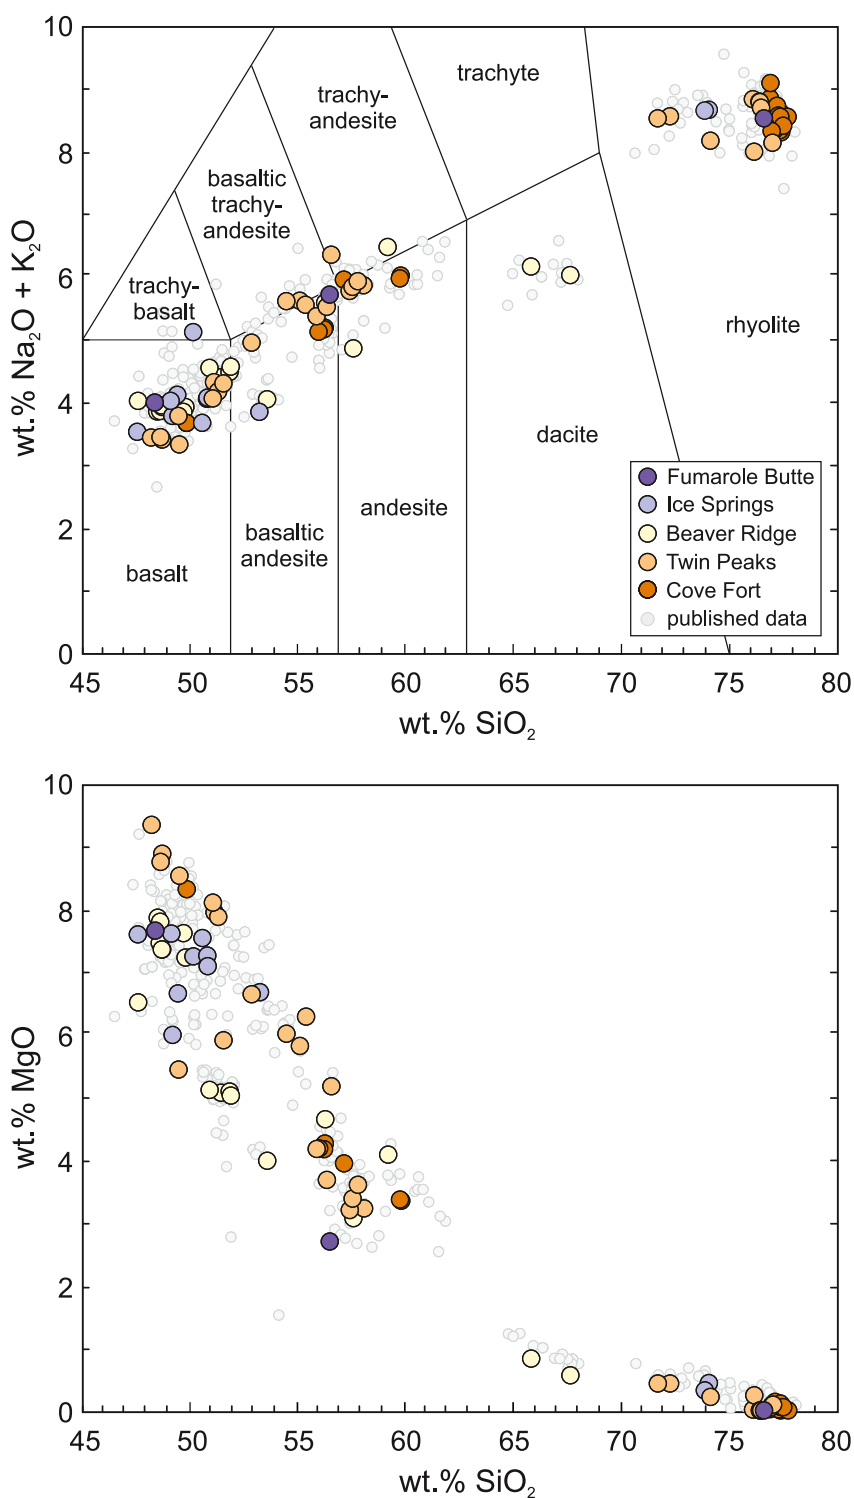 10
8
6
4
2
0
wt.% Na₂O + K₂O
trachyte
trachy-
andesite
basaltic
trachy-
andesite
trachy-
basalt
rhyolite
dacite
andesite
basaltic
andesite
basalt
Fumarole Butte
Ice Springs
Beaver Ridge
Twin Peaks
Cove Fort
published data
45 50 55 60 65 70 75 80
wt.% SiO₂
10
8
6
4
2
0
wt.% MgO
45 50 55 60 65 70 75 80
wt.% SiO₂